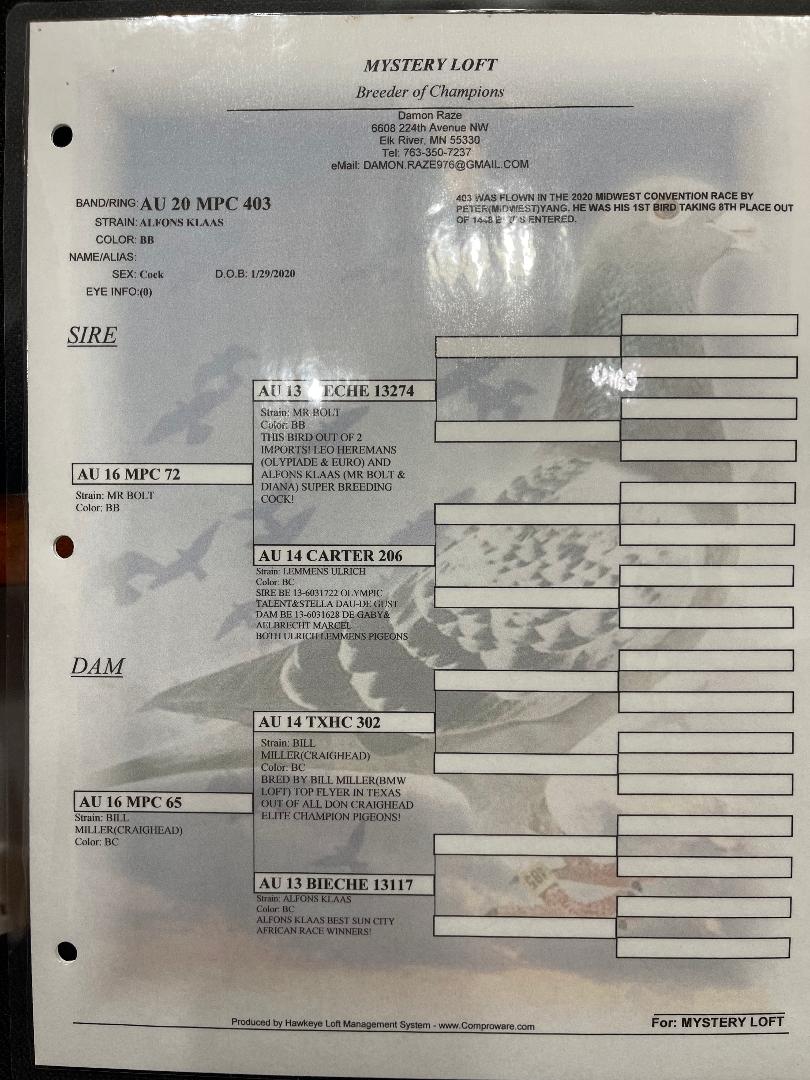 MYSTERY LOFT
Breeder of Champions
Damon Raze
6608 224th Avenue NW
Elk River, MN 55330
Tel: 763-350-7237
eMail: DAMON.RAZE976@GMAIL.COM
BAND/RING: AU 20 MPC 403
STRAIN: ALFONS KLAAS
COLOR: BB
NAME/ALIAS:
SEX: Cock D.O.B: 1/29/2020
EYE INFO:(0)
403 WAS FLOWN IN THE 2020 MIDWEST CONVENTION RACE BY
PETER(MIDWEST)YANG. HE WAS HIS 1ST BIRD TAKING 8TH PLACE OUT
OF ENTERED.
SIRE
AU 16 MPC 72
Strain: MR BOLT
Color: BB
AU 13 ECHE 13274
Strain: MR BOLT
Color: BB
THIS BIRD OUT OF 2
IMPORTS! LEO HEREMANS
(OLYPIADE & EURO) AND
ALFONS KLAAS (MR BOLT &
DIANA) SUPER BREEDING
COCK!
AU 14 CARTER 206
Strain: LEMMENS ULRICH
Color: BC
SIRE BE 13-6031722 OLYMPIC
TALENT&STELLA DAU-DE GUST
DAM BE 13-6031628 DE GABY&
AELBRECHT MARCEL
BOTH ULRICH LEMMENS PIGEONS
DAM
AU 16 MPC 65
Strain: BILL
MILLER(CRAIGHEAD)
Color: BC
AU 14 TXHC 302
Strain: BILL
MILLER(CRAIGHEAD)
Color: BC
BRED BY BILL MILLER(BMW
LOFT) TOP FLYER IN TEXAS
OUT OF ALL DON CRAIGHEAD
ELITE CHAMPION PIGEONS!
AU 13 BIECHE 13117
Strain: ALFONS KLAAS
Color: BC
ALFONS KLAAS BEST SUN CITY
AFRICAN RACE WINNERS!
Produced by Hawkeye Loft Management System - www.Comproware.com
For: MYSTERY LOFT